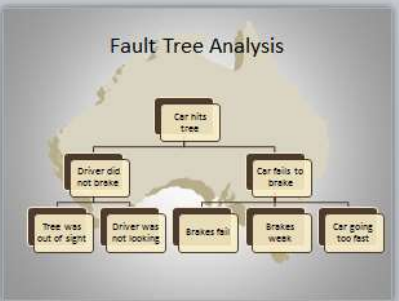 Fault Tree Analysis
Car hits
tree
Driver did
not brake
Car fails to
brake
Tree was
out of sight
Driver was
not looking
Brakes fail
Brakes
weak
Car going
too fast